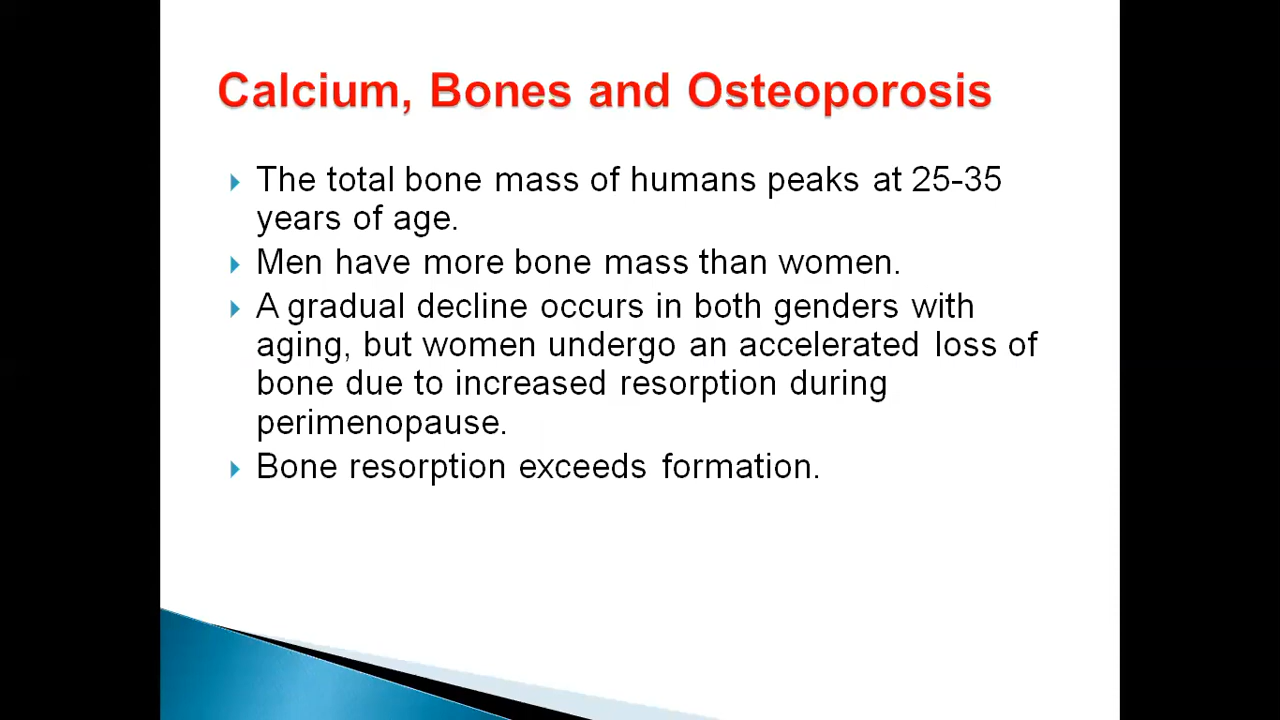 Calcium, Bones and Osteoporosis
The total bone mass of humans peaks at 25-35
years of age.
Men have more bone mass than women.
A gradual decline occurs in both genders with
aging, but women undergo an accelerated loss of
bone due to increased resorption during
perimenopause.
Bone resorption exceeds formation.